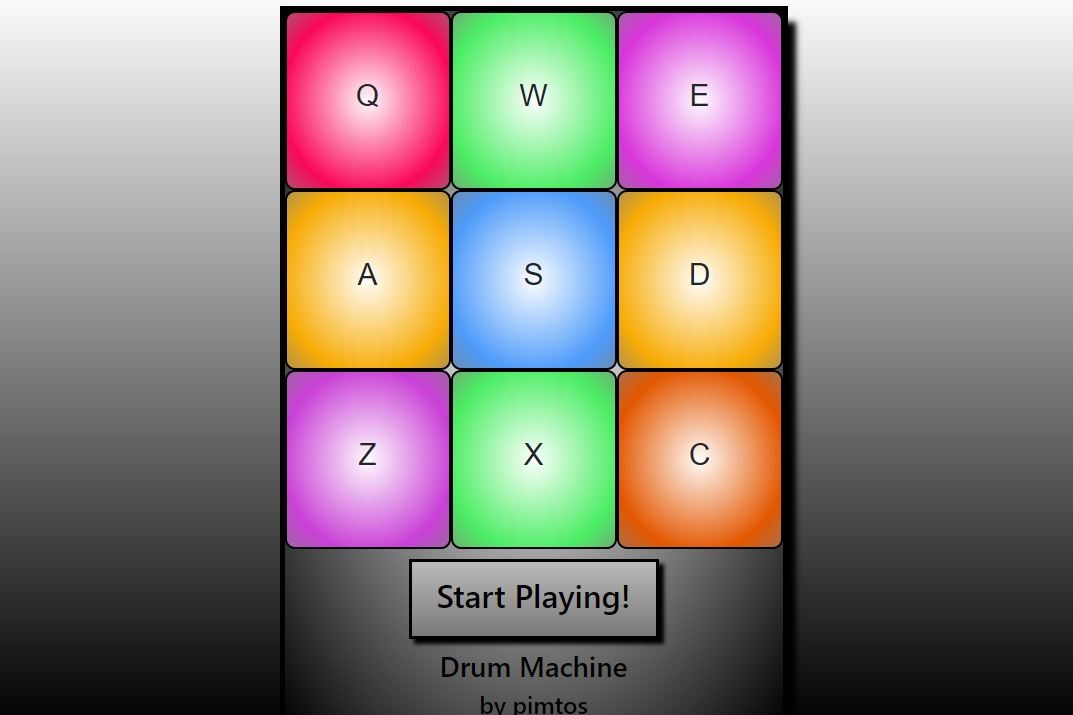 Q W E
A S D
Z X C
Start Playing!
Drum Machine
by pimtos